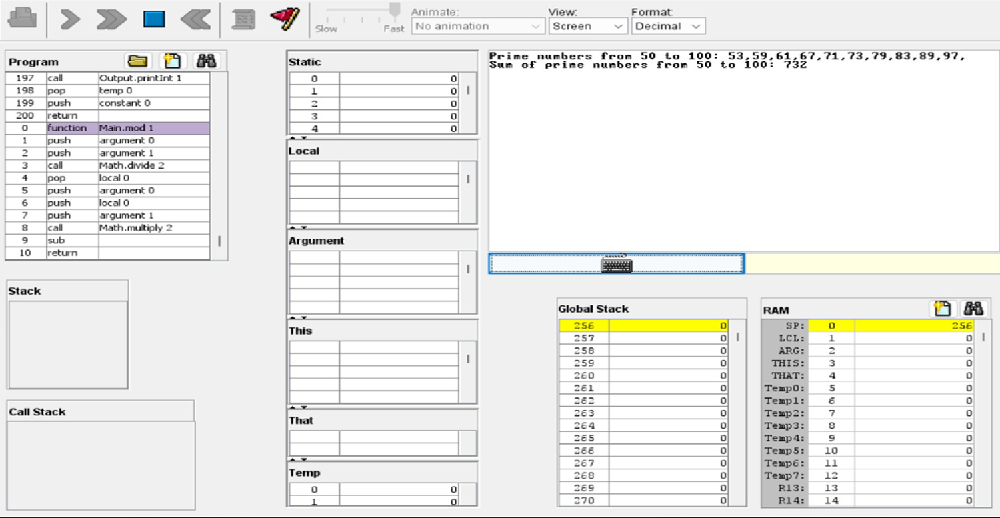 Slow
Fast
Animate:
No animation
View:
Screen
Format:
Decimal
Program
197 call Output.printInt 1
198 pop temp 0
199 push constant 0
200 return
0 function Main.mod 1
1 push argument 0
2 push argument 1
3 call Math.divide 2
4 pop local 0
5 push argument 0
6 push local 0
7 push argument 1
8 call Math.multiply 2
9 sub
10 return
Stack
Call Stack
Static
0 0
1 0
2 0
3 0
4 0
Local
Argument
This
That
Temp
0 0
1 0
Prime numbers from 50 to 100: 53,59,61,67,71,73,79,83,89,97,
Sum of prime numbers from 50 to 100: 732
Global Stack
256 0
257 0
258 0
259 0
260 0
261 0
262 0
263 0
264 0
265 0
266 0
267 0
268 0
269 0
270 0
RAM
SP: 0 256
LCL: 1 0
ARG: 2 0
THIS: 3 0
THAT: 4 0
Temp0: 5 0
Temp1: 6 0
Temp2: 7 0
Temp3: 8 0
Temp4: 9 0
Temp5: 10 0
Temp6: 11 0
Temp7: 12 0
R13: 13 0
R14: 14 0